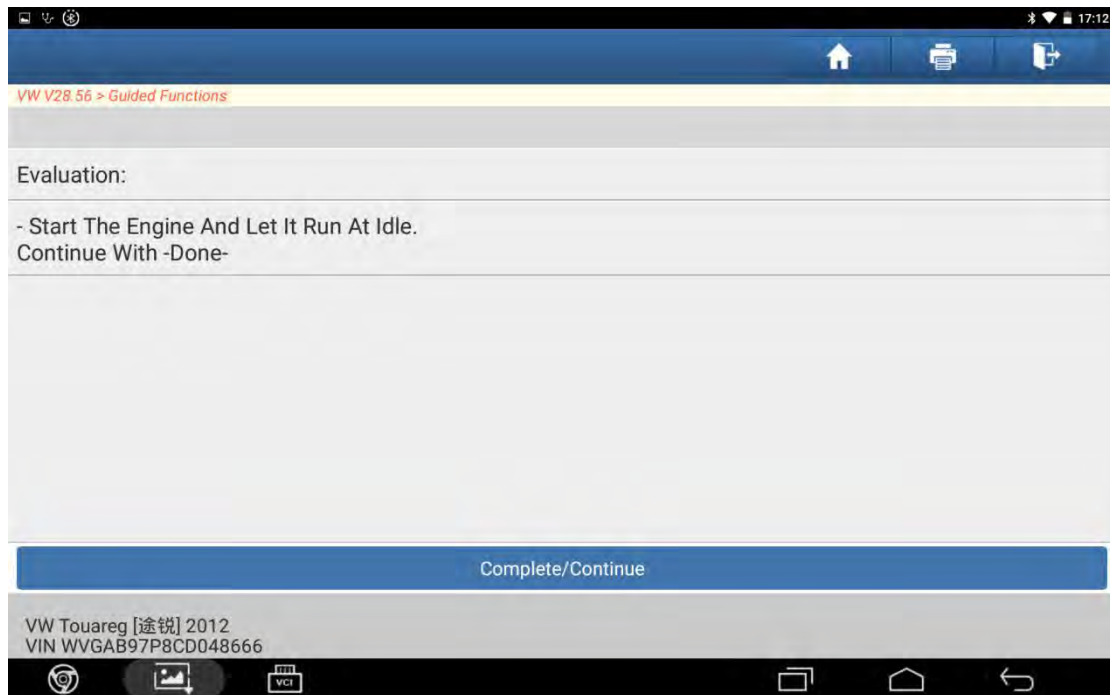 17:12
VW V28.56 > Guided Functions
Evaluation:
- Start The Engine And Let It Run At Idle.
Continue With -Done-
Complete/Continue
VW Touareg [途锐] 2012
VIN WVGAB97P8CD048666
VCI